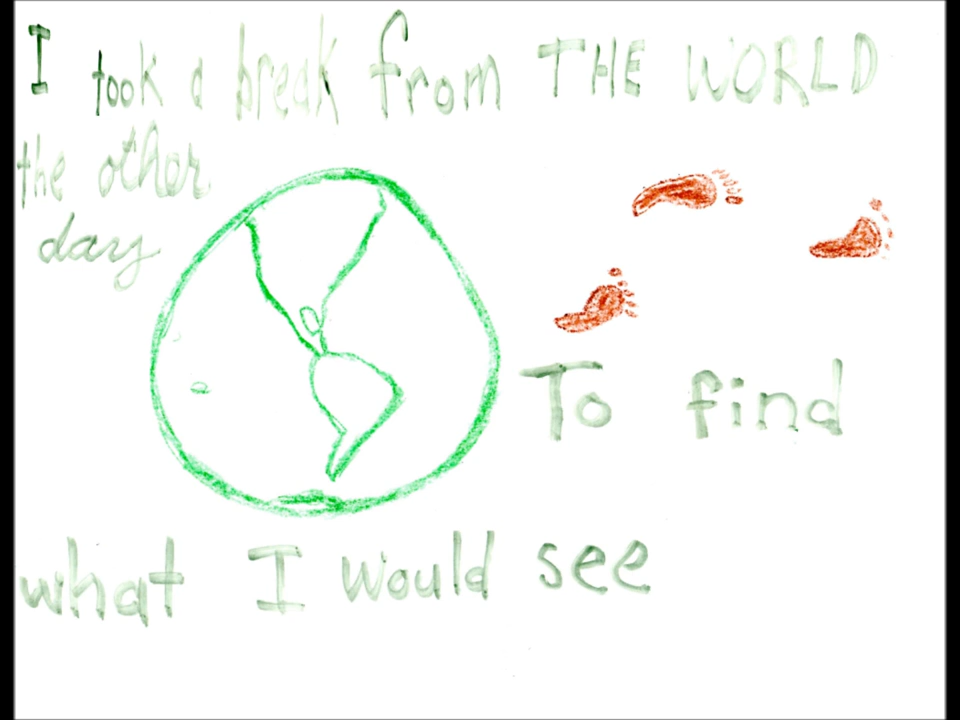 I took a break from THE WORLD
the other
day
To find
what I would see